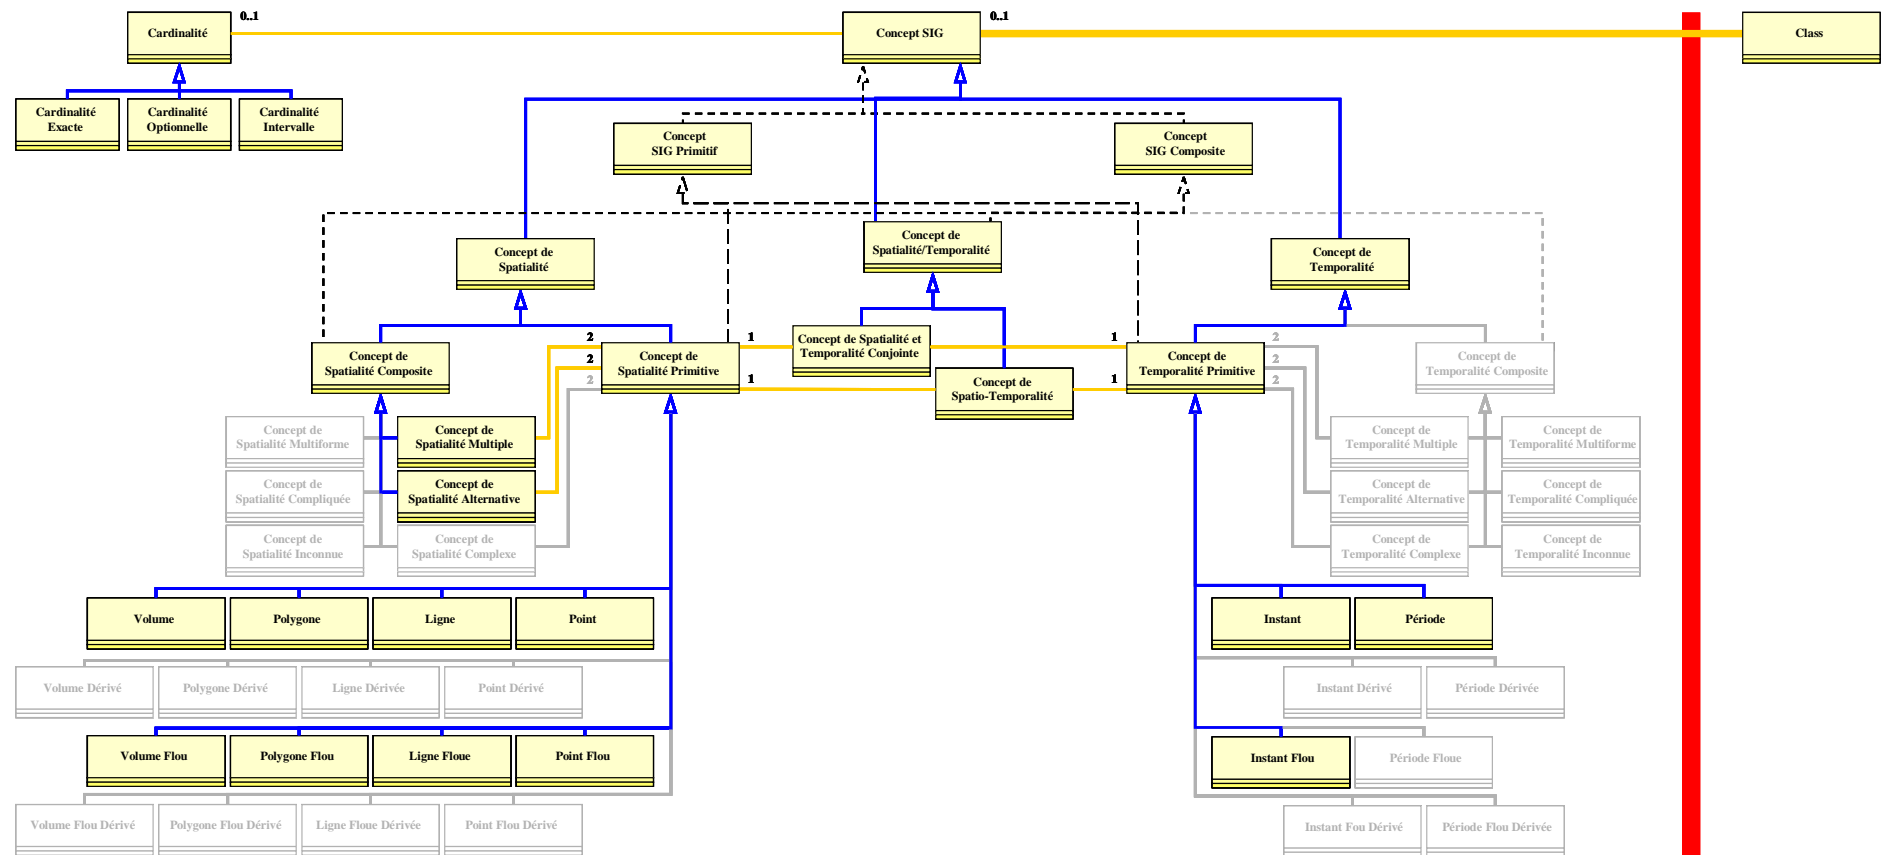 0..1
0..1
Cardinalité
Concept SIG
Class
Cardinalité
Exacte
Cardinalité
Optionnelle
Cardinalité
Intervalle
Concept
SIG Primitif
Concept
SIG Composite
Concept de
Spatialité
Concept de
Spatialité/Temporalité
Concept de
Temporalité
Concept de
Spatialité Composite
2
2
2
Concept de
Spatialité Primitive
1
1
Concept de Spatialité et
Temporalité Conjointe
Concept de
Spatio-Temporalité
1
1
Concept de
Temporalité Primitive
2
2
2
Concept de
Temporalité Composite
Concept de
Spatialité Multiforme
Concept de
Spatialité Multiple
Concept de
Temporalité Multiple
Concept de
Temporalité Multiforme
Concept de
Spatialité Compliquée
Concept de
Spatialité Alternative
Concept de
Temporalité Alternative
Concept de
Temporalité Compliquée
Concept de
Spatialité Inconnue
Concept de
Spatialité Complexe
Concept de
Temporalité Complexe
Concept de
Temporalité Inconnue
Volume
Polygone
Ligne
Point
Instant
Période
Volume Dérivé
Polygone Dérivé
Ligne Dérivée
Point Dérivé
Instant Dérivé
Période Dérivée
Volume Flou
Polygone Flou
Ligne Floue
Point Flou
Instant Flou
Période Floue
Volume Flou Dérivé
Polygone Flou Dérivé
Ligne Floue Dérivée
Point Flou Dérivé
Instant Fou Dérivé
Période Flou Dérivée